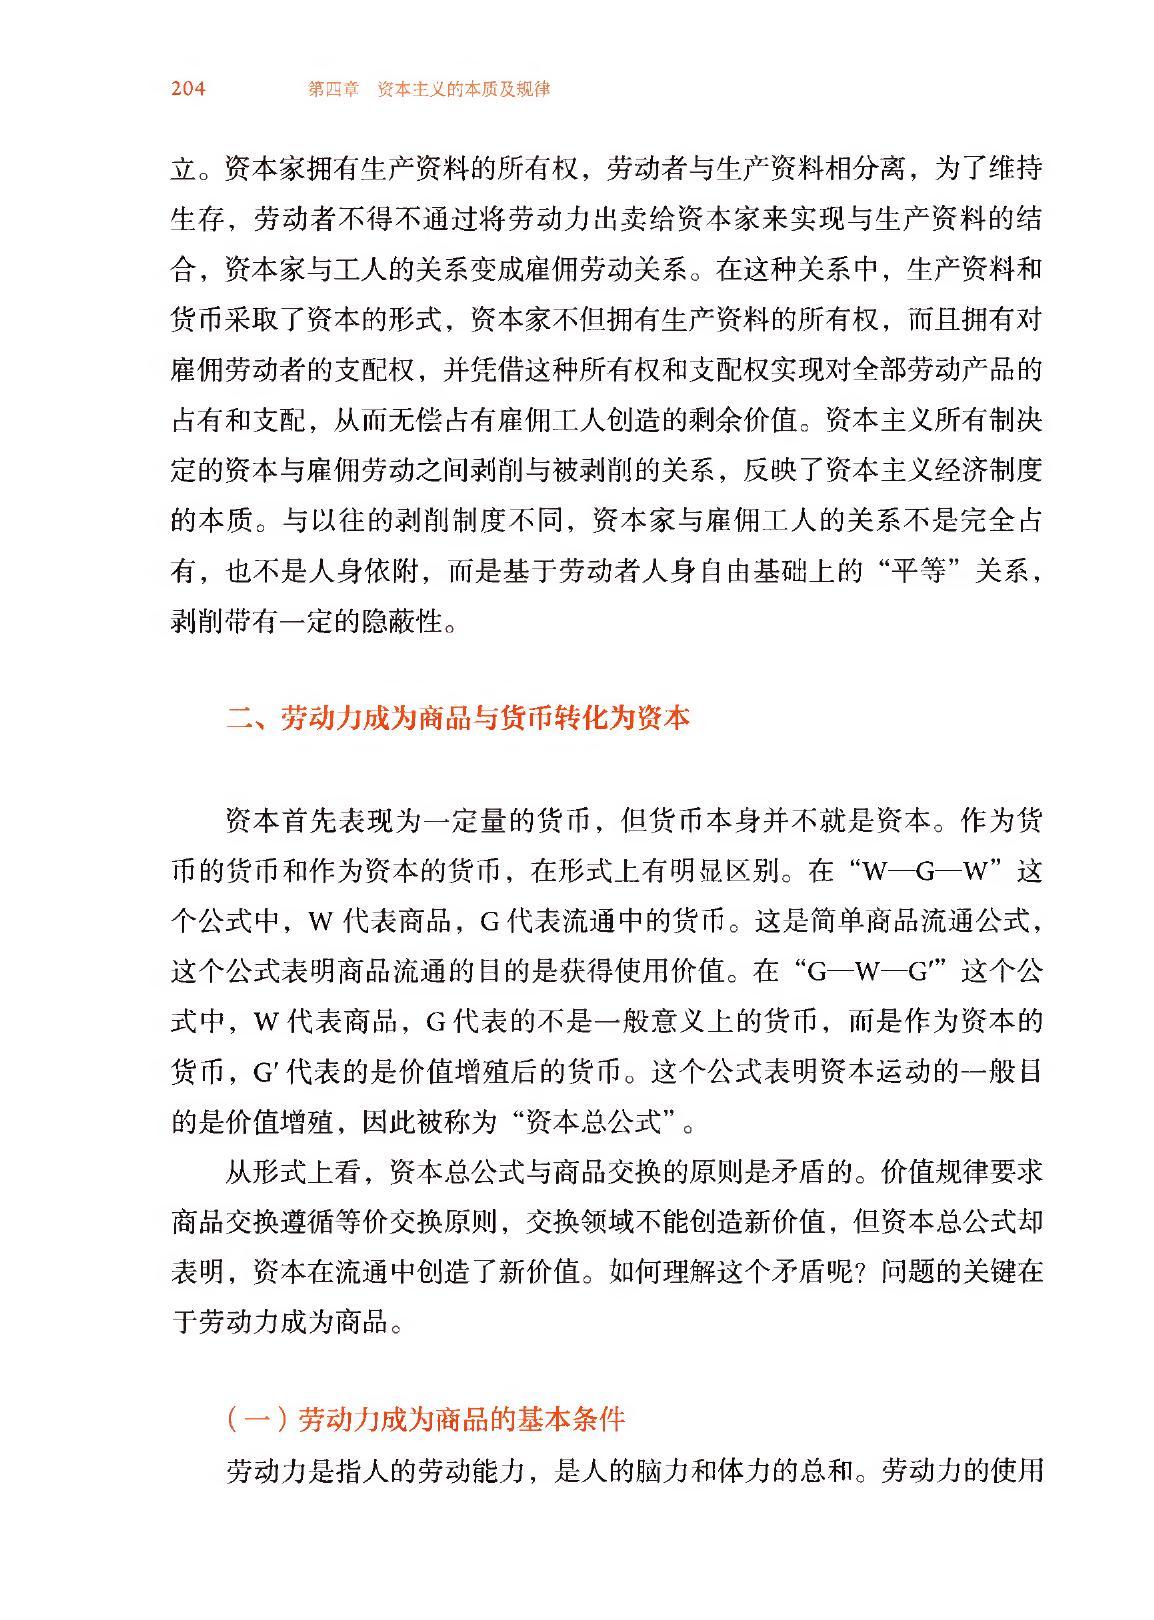 204 第四章 资本主义的本质及规律
立。资本家拥有生产资料的所有权，劳动者与生产资料相分离，为了维持
生存，劳动者不得不通过将劳动力出卖给资本家来实现与生产资料的结
合，资本家与工人的关系变成雇佣劳动关系。在这种关系中，生产资料和
货币采取了资本的形式，资本家不但拥有生产资料的所有权，而且拥有对
雇佣劳动者的支配权，并凭借这种所有权和支配权实现对全部劳动产品的
占有和支配，从而无偿占有雇佣工人创造的剩余价值。资本主义所有制决
定的资本与雇佣劳动之间剥削与被剥削的关系，反映了资本主义经济制度
的本质。与以往的剥削制度不同，资本家与雇佣工人的关系不是完全占
有，也不是人身依附，而是基于劳动者人身自由基础上的“平等”关系，
剥削带有一定的隐蔽性。
二、劳动力成为商品与货币转化为资本
资本首先表现为一定量的货币，但货币本身并不就是资本。作为货
币的货币和作为资本的货币，在形式上有明显区别。在“W—G—W”这
个公式中，W 代表商品，G 代表流通中的货币。这是简单商品流通公式，
这个公式表明商品流通的目的是获得使用价值。在“G—W—G′”这个公
式中，W 代表商品，G 代表的不是一般意义上的货币，而是作为资本的
货币，G′ 代表的是价值增殖后的货币。这个公式表明资本运动的一般目
的是价值增殖，因此被称为“资本总公式”。
从形式上看，资本总公式与商品交换的原则是矛盾的。价值规律要求
商品交换遵循等价交换原则，交换领域不能创造新价值，但资本总公式却
表明，资本在流通中创造了新价值。如何理解这个矛盾呢？问题的关键在
于劳动力成为商品。
（一）劳动力成为商品的基本条件
劳动力是指人的劳动能力，是人的脑力和体力的总和。劳动力的使用